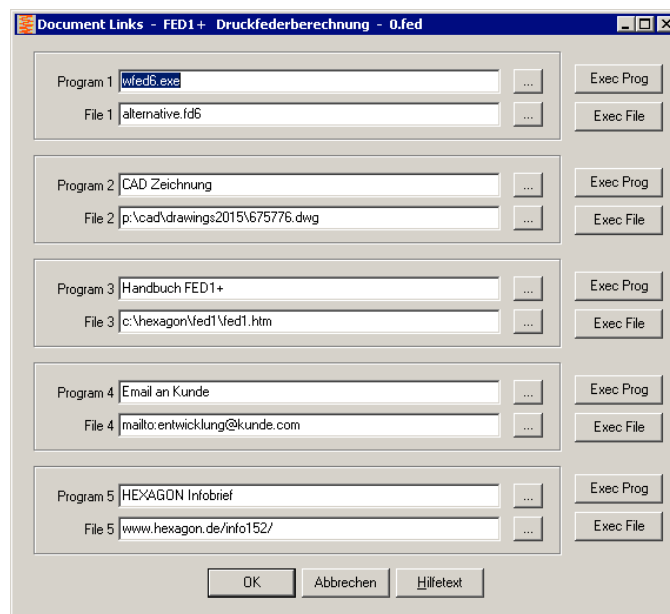 Document Links - FED1+ Druckfederberechnung - 0.fed
Program 1 wfed6.exe ... Exec Prog
File 1 alternative.fd6 ... Exec File
Program 2 CAD Zeichnung ... Exec Prog
File 2 p:\cad\drawings2015\675776.dwg ... Exec File
Program 3 Handbuch FED1+ ... Exec Prog
File 3 c:\hexagon\fed1\fed1.htm ... Exec File
Program 4 Email an Kunde ... Exec Prog
File 4 mailto:entwicklung@kunde.com ... Exec File
Program 5 HEXAGON Infobrief ... Exec Prog
File 5 www.hexagon.de/info152/ ... Exec File
OK Abbrechen Hilfetext